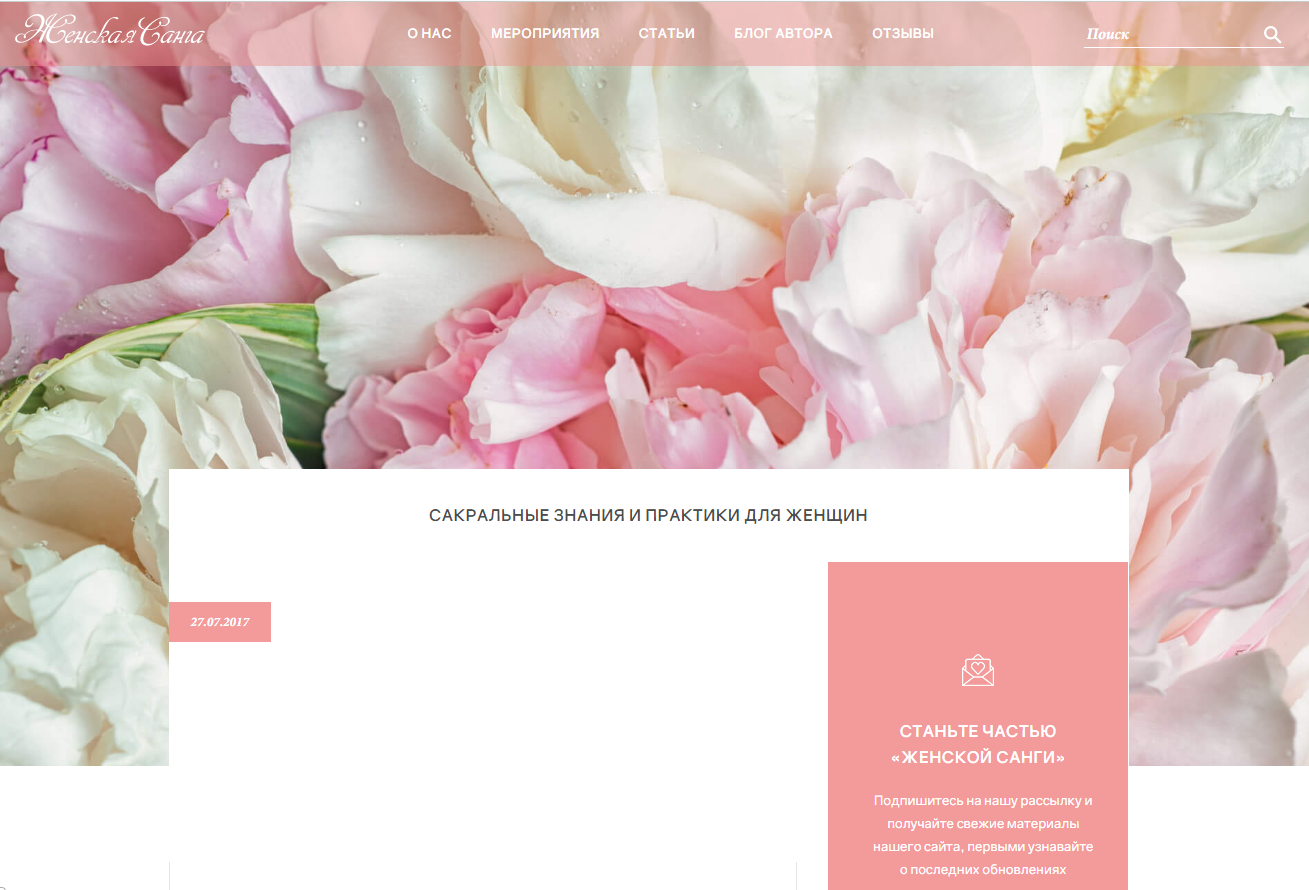 Женская Санга
О НАС
МЕРОПРИЯТИЯ
СТАТЬИ
БЛОГ АВТОРА
ОТЗЫВЫ
Поиск
САКРАЛЬНЫЕ ЗНАНИЯ И ПРАКТИКИ ДЛЯ ЖЕНЩИН
27.07.2017
СТАНЬТЕ ЧАСТЬЮ
«ЖЕНСКОЙ САНГИ»
Подпишитесь на нашу рассылку и
получайте свежие материалы
нашего сайта, первыми узнавайте
о последних обновлениях